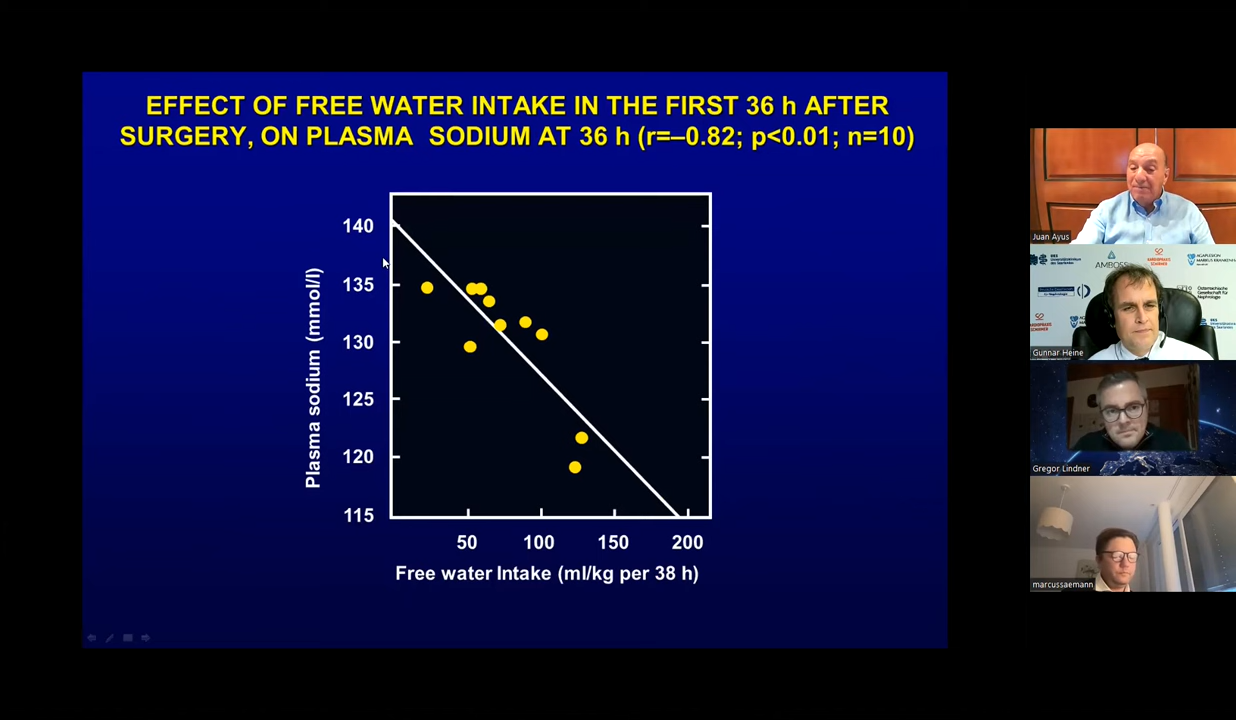 EFFECT OF FREE WATER INTAKE IN THE FIRST 36 h AFTER
SURGERY, ON PLASMA SODIUM AT 36 h (r=–0.82; p<0.01; n=10)
Plasma sodium (mmol/l)
140
135
130
125
120
115
50
100
150
200
Free water Intake (ml/kg per 38 h)
Juan Ayus
AMBOSS
Gunnar Heine
Gregor Lindner
marcussaemann